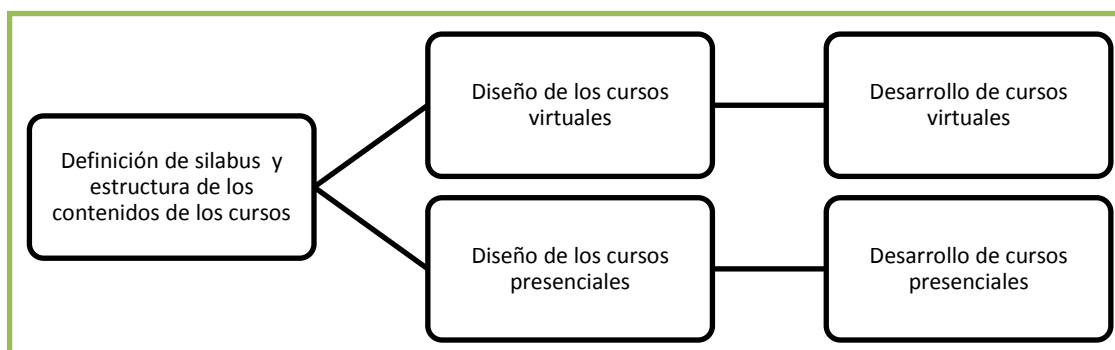 Definición de silabus y
estructura de los
contenidos de los cursos
Diseño de los cursos
virtuales
Desarrollo de cursos
virtuales
Diseño de los cursos
presenciales
Desarrollo de cursos
presenciales